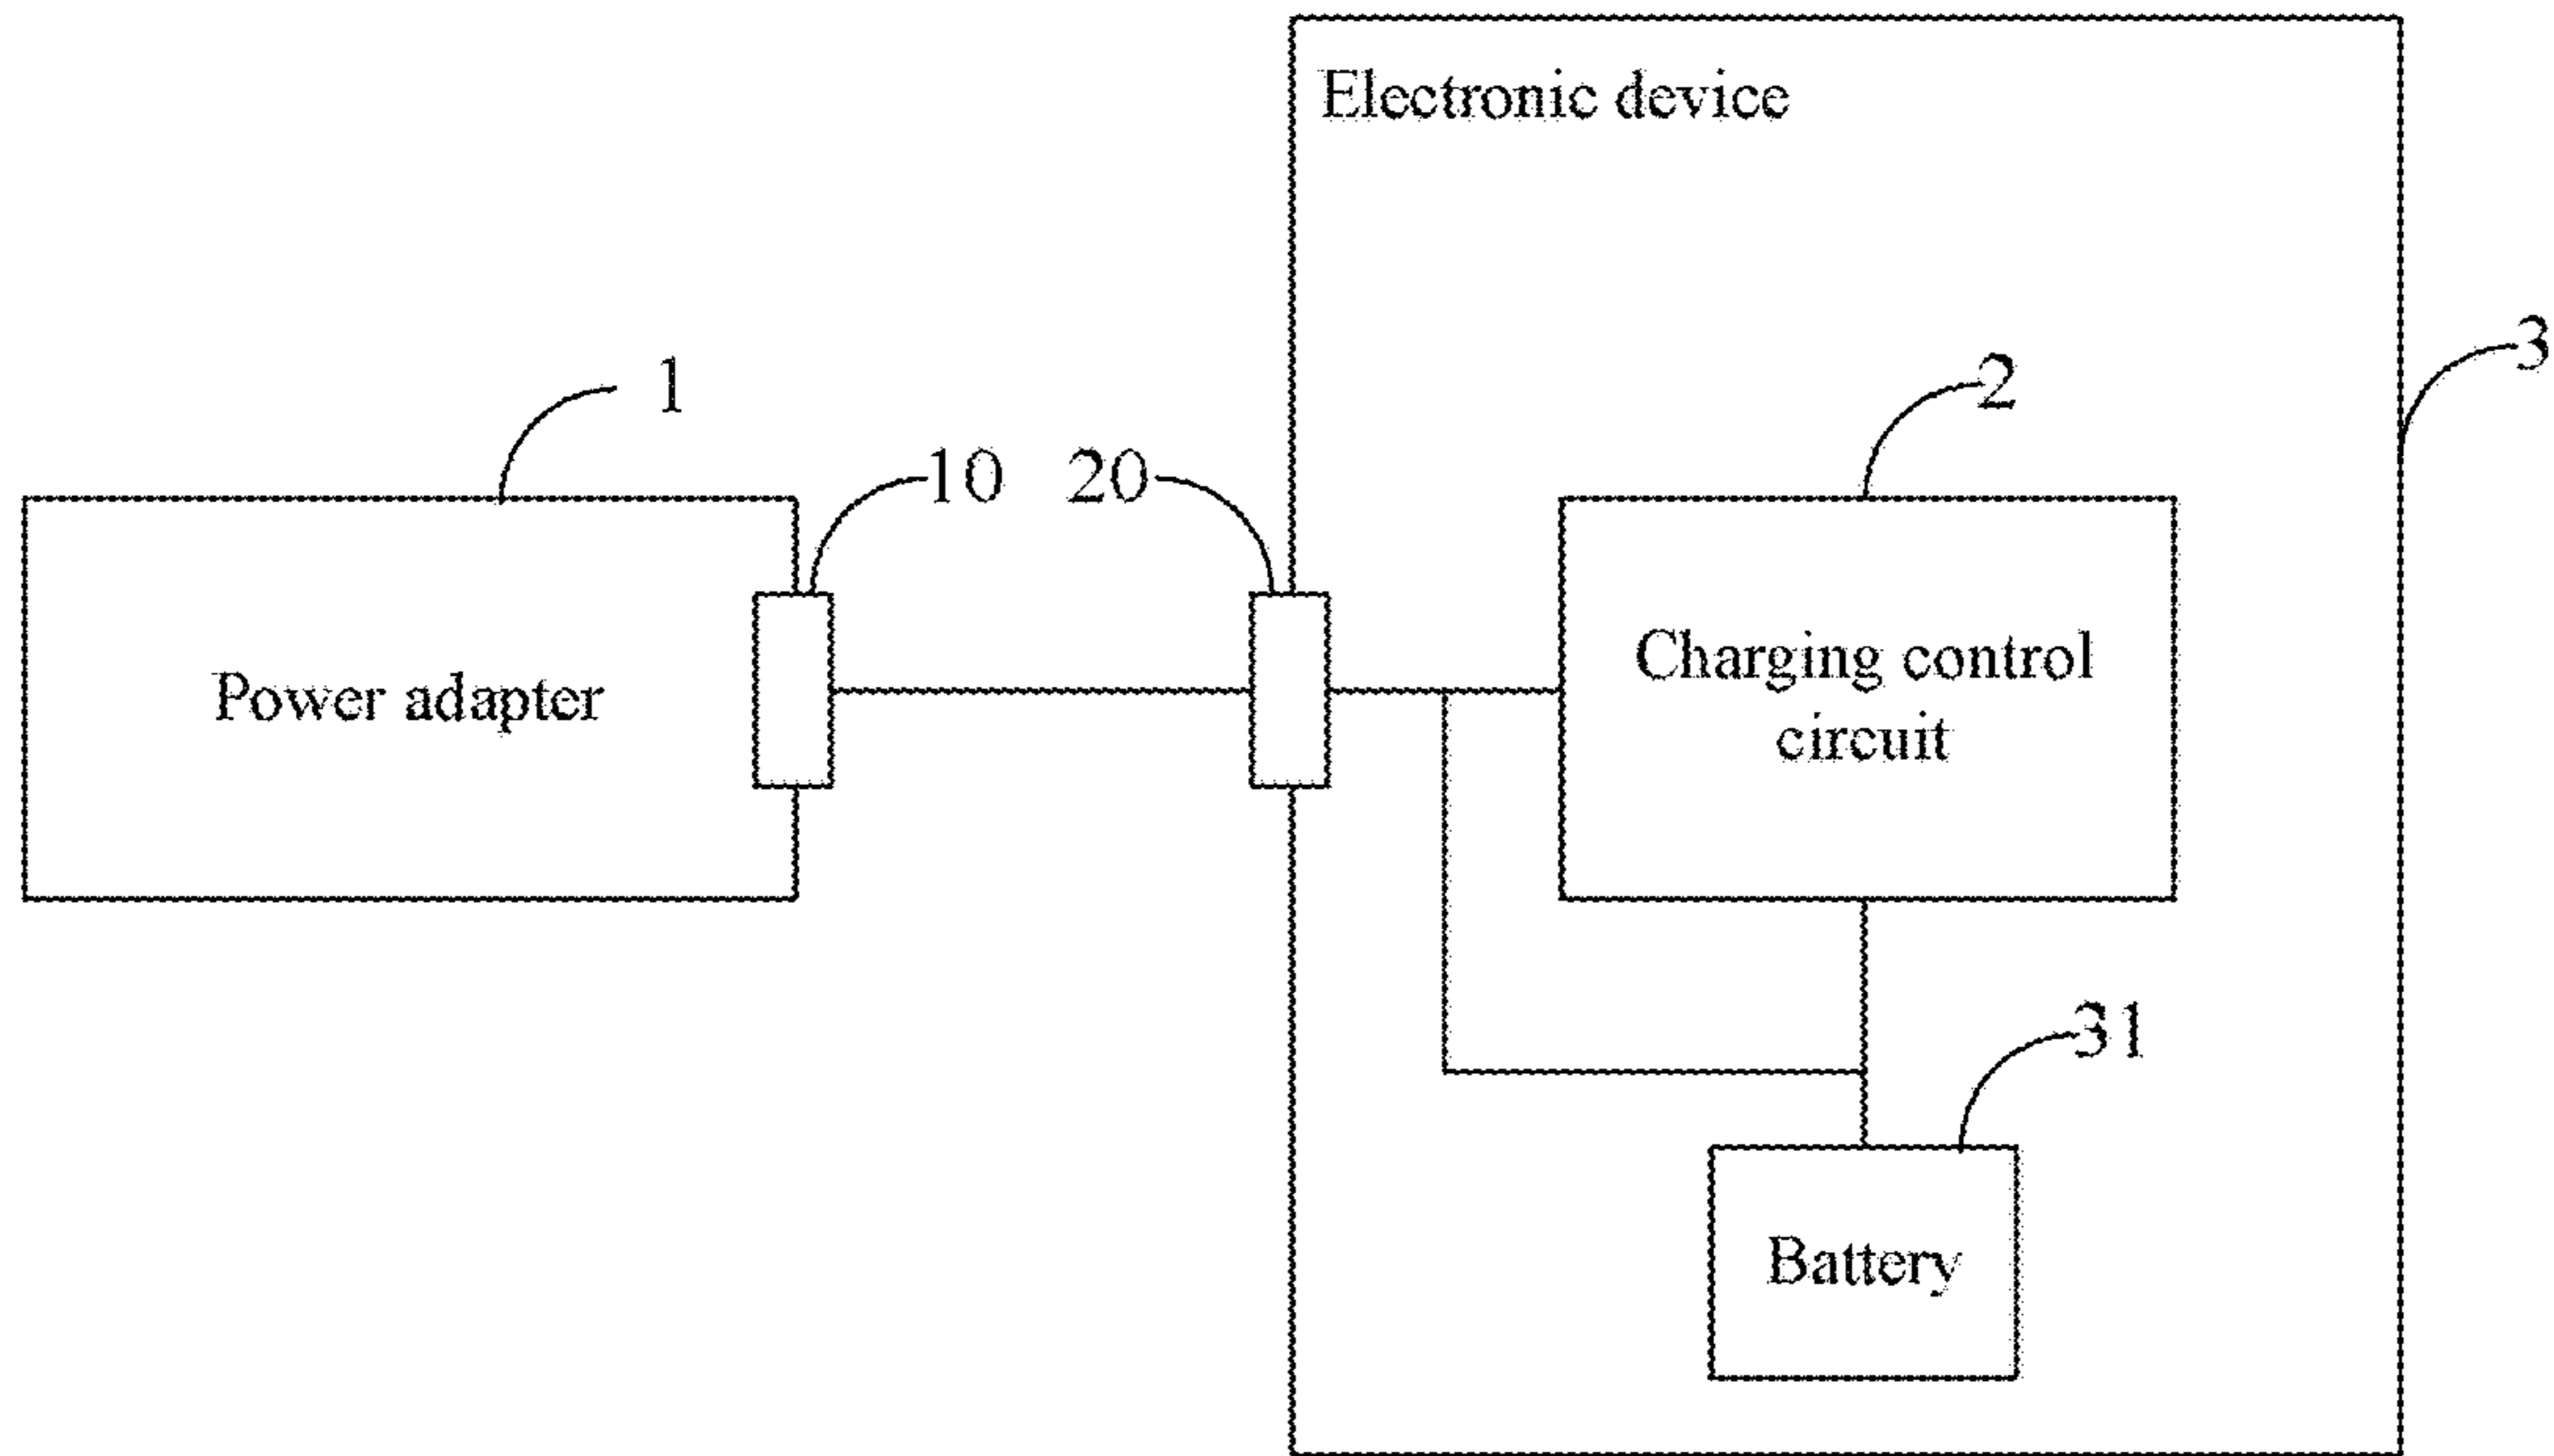 Electronic device
3
1
2
10
20
Power adapter
Charging control
circuit
31
Battery